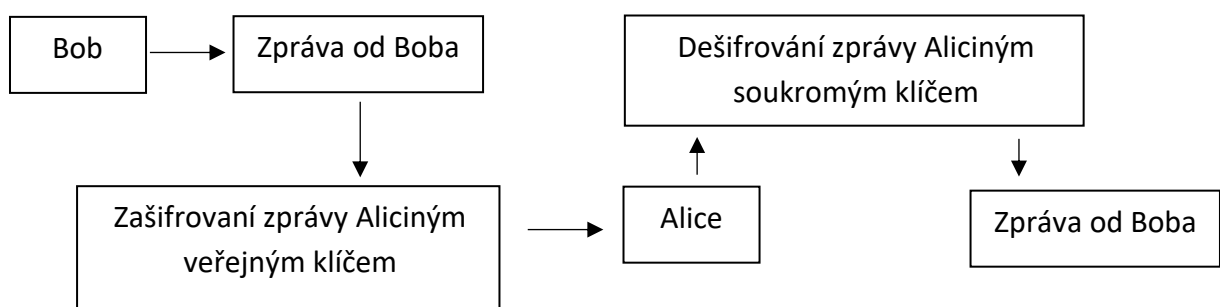 Bob
Zpráva od Boba
Zašifrovaní zprávy Aliciným
veřejným klíčem
Alice
Dešifrování zprávy Aliciným
soukromým klíčem
Zpráva od Boba